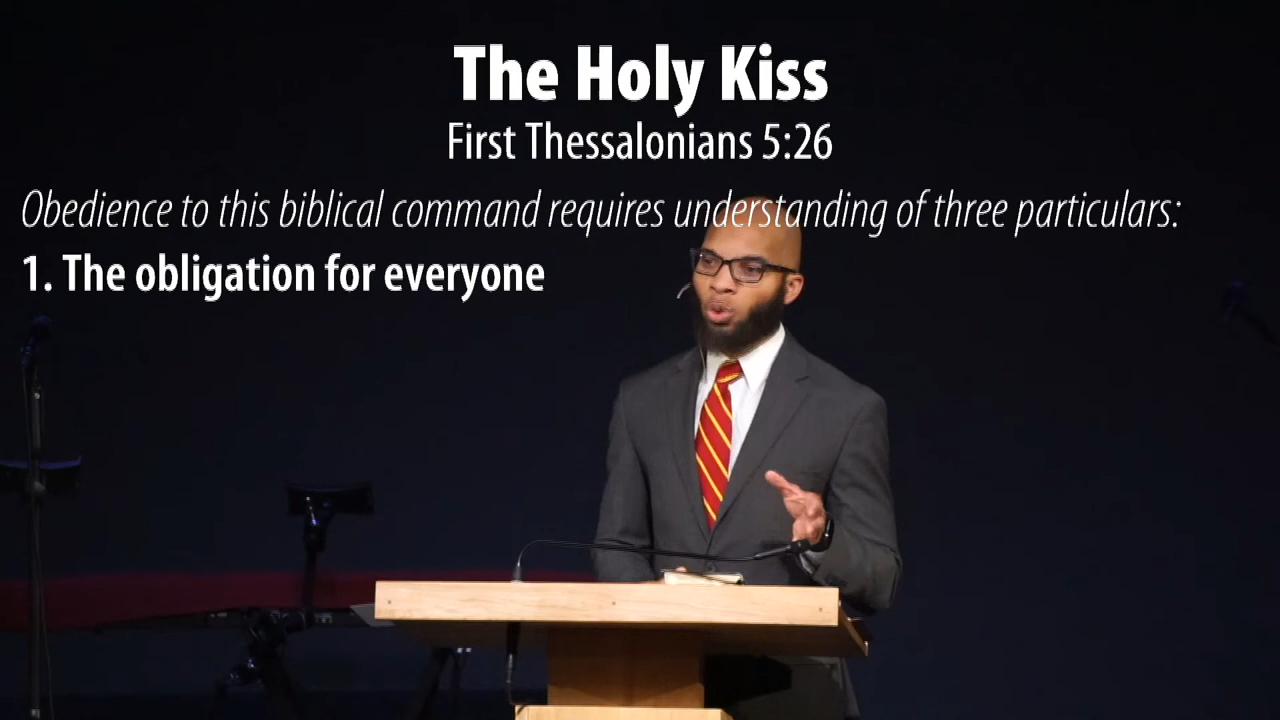 The Holy Kiss
First Thessalonians 5:26
Obedience to this biblical command requires understanding of three particulars:
1. The obligation for everyone